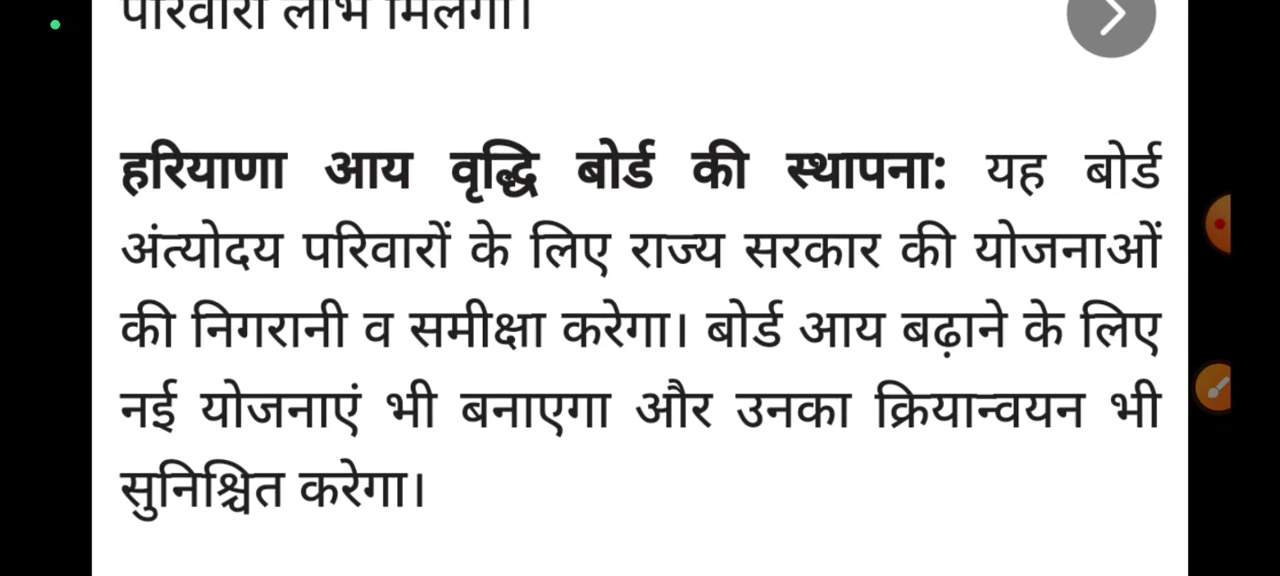 परिवारों लाभ मिलेगा।
हरियाणा आय वृद्धि बोर्ड की स्थापना: यह बोर्ड
अंत्योदय परिवारों के लिए राज्य सरकार की योजनाओं
की निगरानी व समीक्षा करेगा। बोर्ड आय बढ़ाने के लिए
नई योजनाएं भी बनाएगा और उनका क्रियान्वयन भी
सुनिश्चित करेगा।